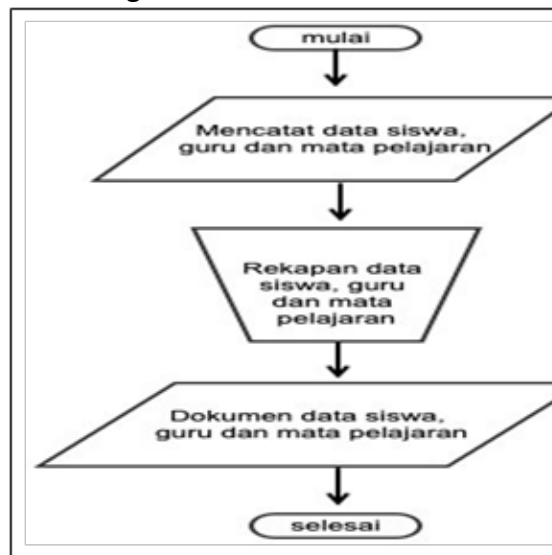 mulai
Mencatat data siswa,
guru dan mata pelajaran
Rekapan data
siswa, guru
dan mata
pelajaran
Dokumen data siswa,
guru dan mata pelajaran
selesai